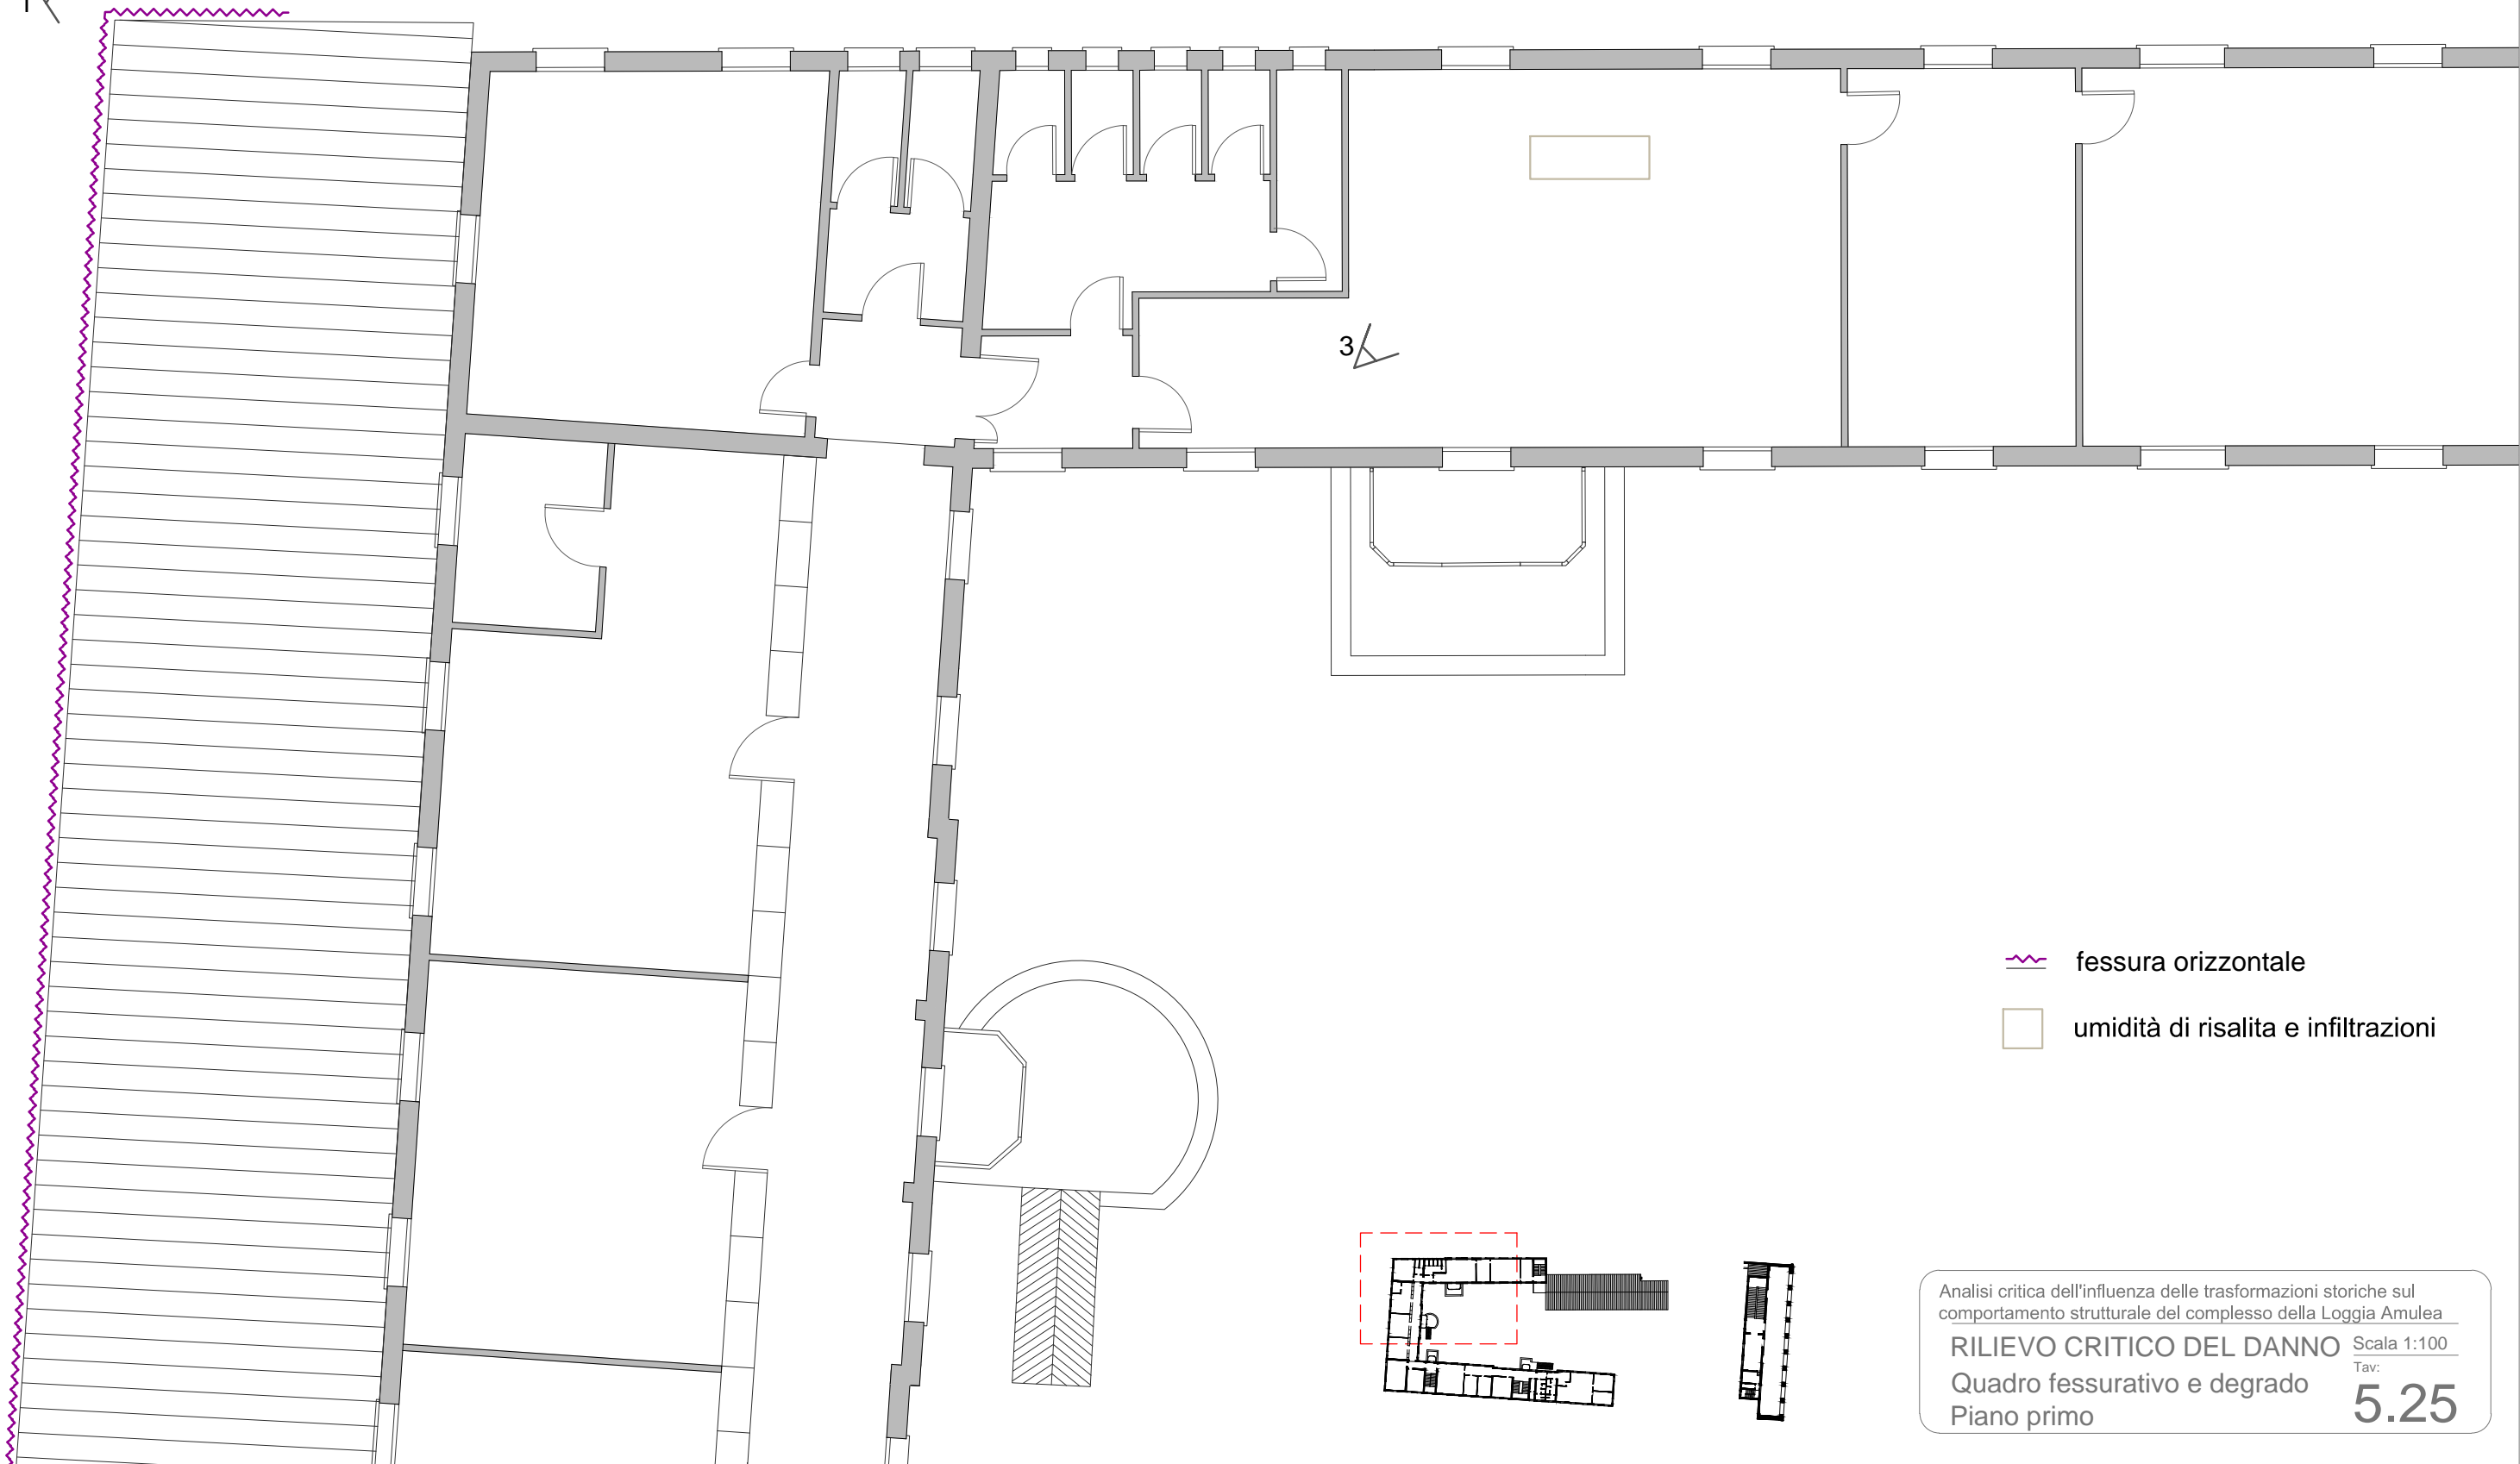 1
3
fessura orizzontale
umidità di risalita e infiltrazioni
Analisi critica dell'influenza delle trasformazioni storiche sul
comportamento strutturale del complesso della Loggia Amulea
RILIEVO CRITICO DEL DANNO Scala 1:100
Tav:
Quadro fessurativo e degrado
Piano primo
5.25